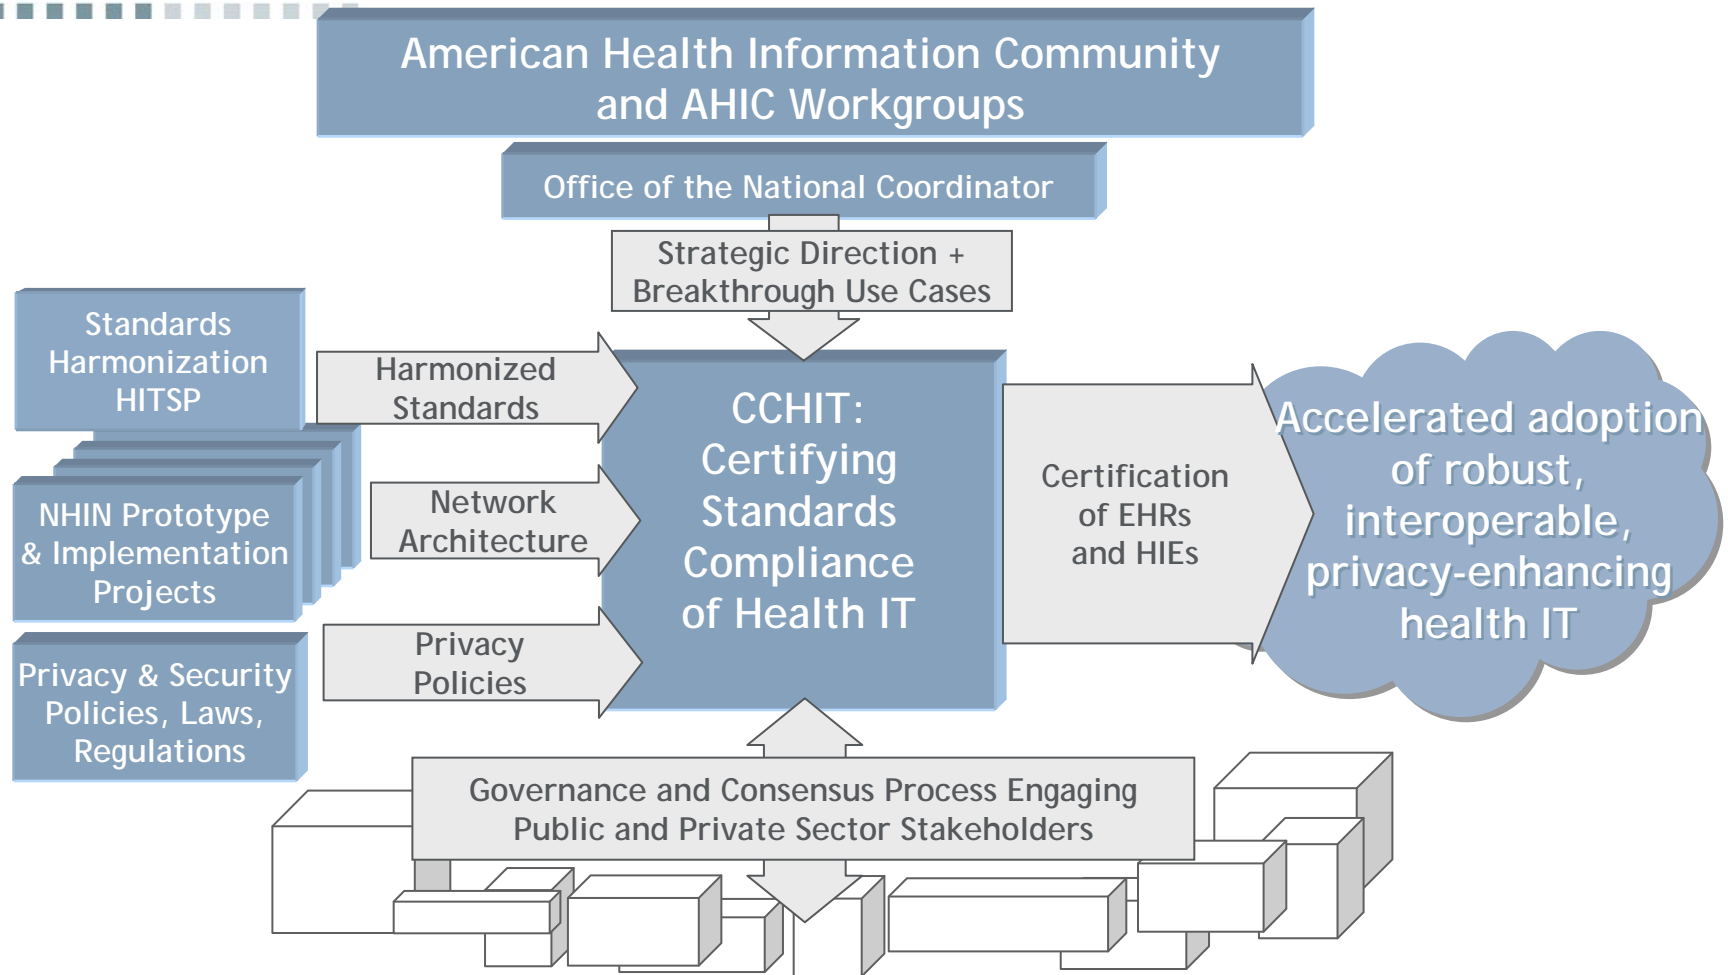 American Health Information Community
and AHIC Workgroups
Office of the National Coordinator
Strategic Direction +
Breakthrough Use Cases
Standards
Harmonization
HITSP
Harmonized
Standards
NHIN Prototype
& Implementation
Projects
Network
Architecture
Privacy & Security
Policies, Laws,
Regulations
Privacy
Policies
CCHIT:
Certifying
Standards
Compliance
of Health IT
Certification
of EHRs
and HIEs
Accelerated adoption
of robust,
interoperable,
privacy-enhancing
health IT
Governance and Consensus Process Engaging
Public and Private Sector Stakeholders